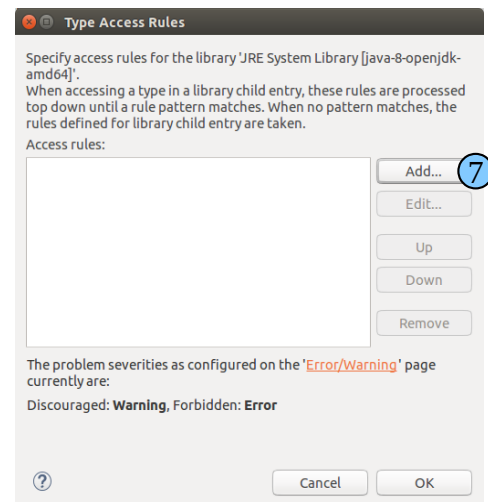 Type Access Rules
Specify access rules for the library 'JRE System Library [java-8-openjdk-
amd64]'.
When accessing a type in a library child entry, these rules are processed
top down until a rule pattern matches. When no pattern matches, the
rules defined for library child entry are taken.
Access rules:
Add...
7
Edit...
Up
Down
Remove
The problem severities as configured on the 'Error/Warning' page
currently are:
Discouraged: Warning, Forbidden: Error
?
Cancel
OK